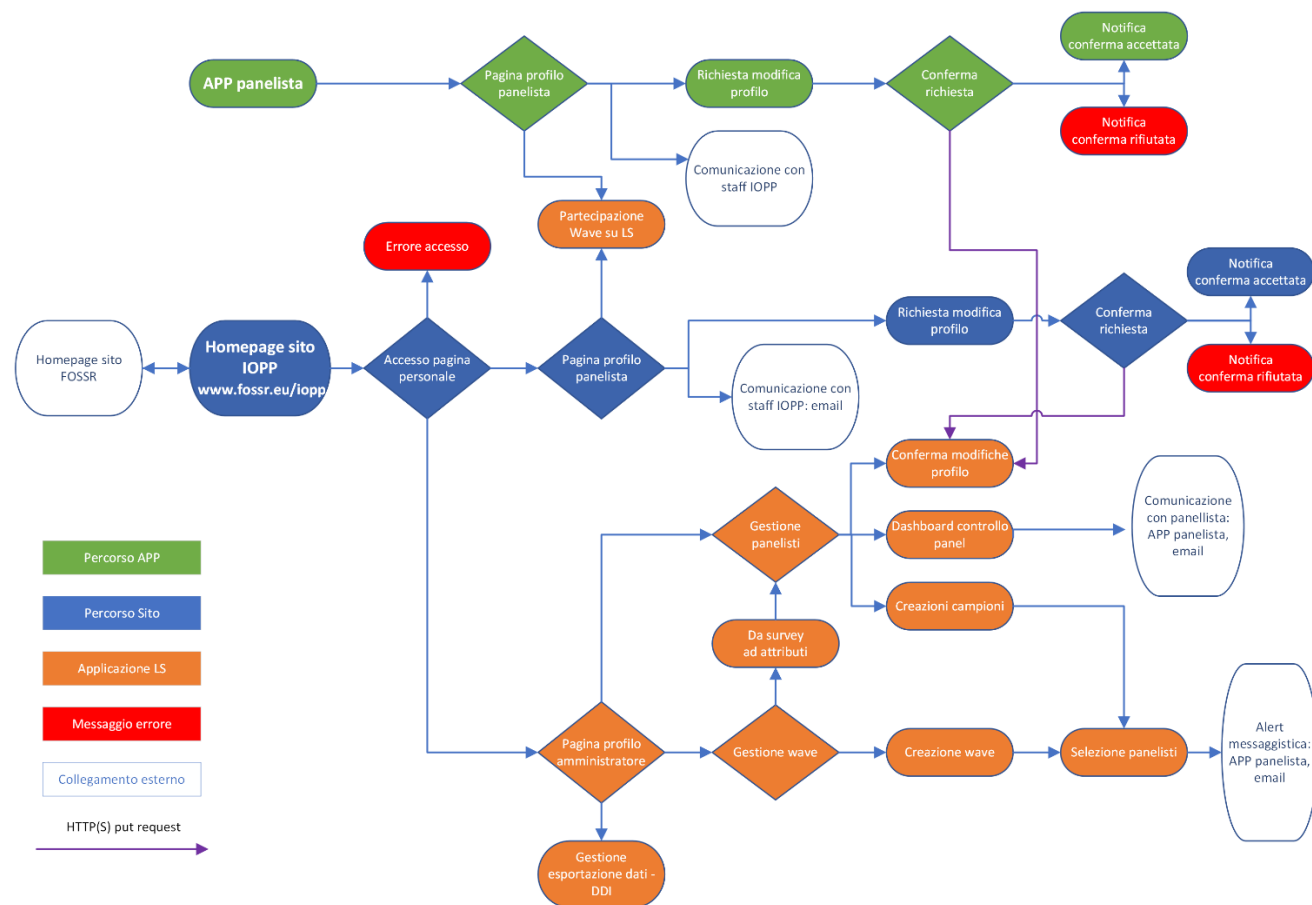 Notifica
conferma accettata
APP panelista
Pagina profilo
panelista
Richiesta modifica
profilo
Conferma
richiesta
Notifica
conferma rifiutata
Comunicazione con
staff IOPP
Partecipazione
Wave su LS
Errore accesso
Notifica
conferma accettata
Homepage sito
FOSSR
Homepage sito
IOPP
www.fossr.eu/iopp
Accesso pagina
personale
Pagina profilo
panelista
Richiesta modifica
profilo
Conferma
richiesta
Notifica
conferma rifiutata
Comunicazione con
staff IOPP: email
Conferma modifiche
profilo
Gestione
panelisti
Dashboard controllo
panel
Comunicazione
con panellista:
APP panelista,
email
Creazioni campioni
Da survey
ad attributi
Pagina profilo
amministratore
Gestione wave
Creazione wave
Selezione panelisti
Alert
messaggistica:
APP panelista,
email
Gestione
esportazione dati -
DDI
Percorso APP
Percorso Sito
Applicazione LS
Messaggio errore
Collegamento esterno
HTTP(S) put request